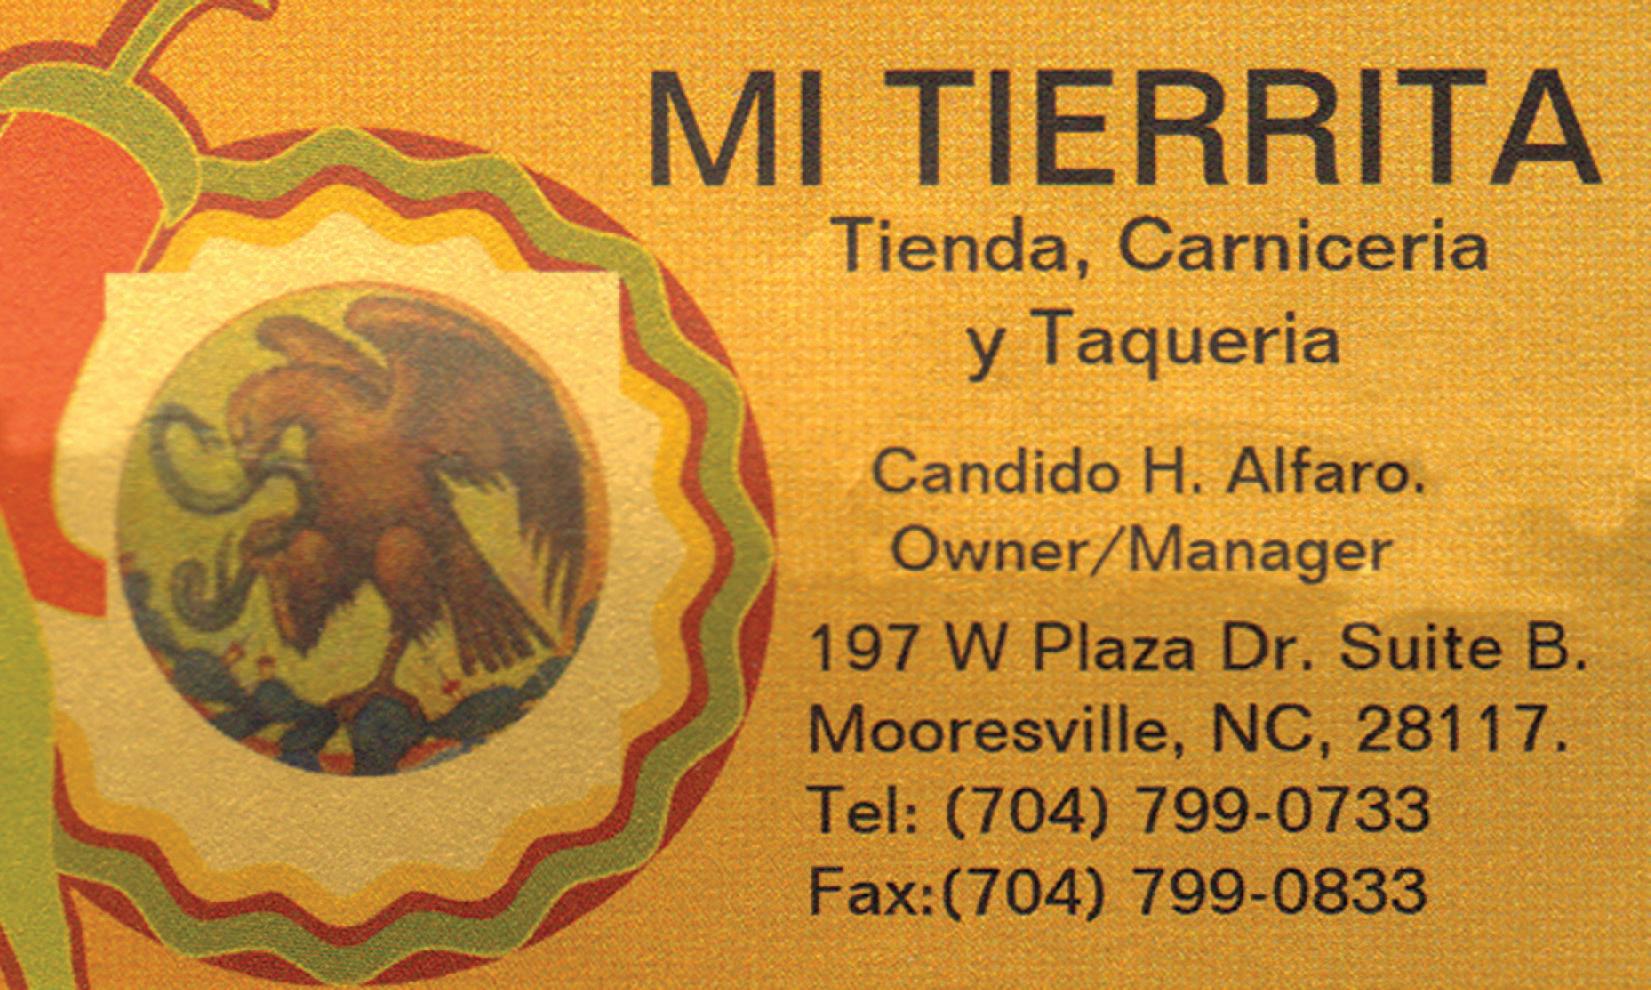 MI TIERRITA
Tienda, Carniceria
y Taqueria
Candido H. Alfaro.
Owner/Manager
197 W Plaza Dr. Suite B.
Mooresville, NC, 28117.
Tel: (704) 799-0733
Fax:(704) 799-0833